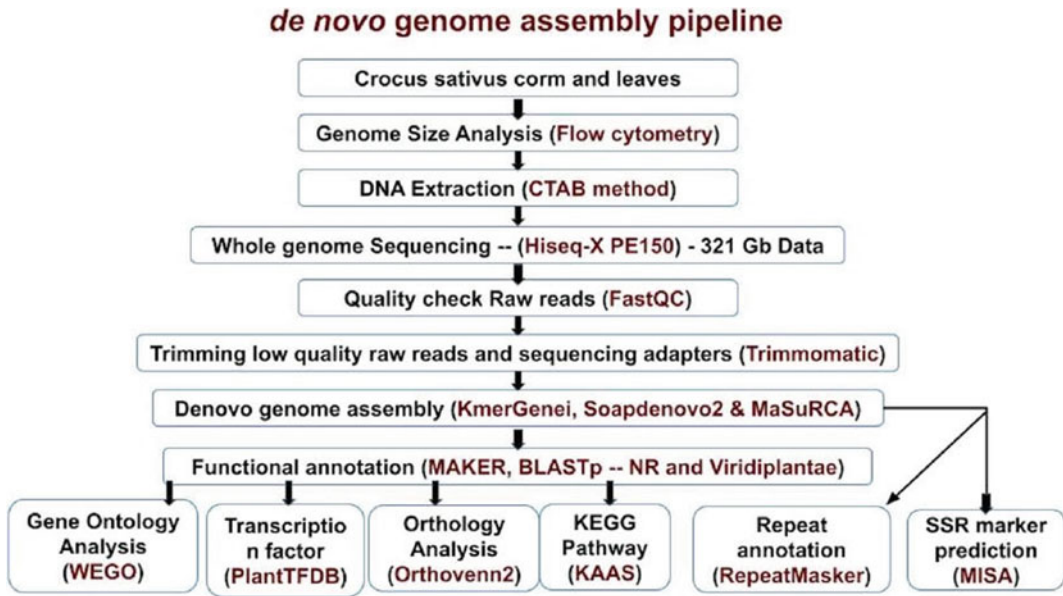 de novo genome assembly pipeline
Crocus sativus corm and leaves
Genome Size Analysis (Flow cytometry)
DNA Extraction (CTAB method)
Whole genome Sequencing -- (Hiseq-X PE150) - 321 Gb Data
Quality check Raw reads (FastQC)
Trimming low quality raw reads and sequencing adapters (Trimmomatic)
Denovo genome assembly (KmerGenei, Soapdenovo2 & MaSuRCA)
Functional annotation (MAKER, BLASTp -- NR and Viridiplantae)
Gene Ontology
Analysis
(WEGO)
Transcriptio
n factor
(PlantTFDB)
Orthology
Analysis
(Orthovenn2)
KEGG
Pathway
(KAAS)
Repeat
annotation
(RepeatMasker)
SSR marker
prediction
(MISA)